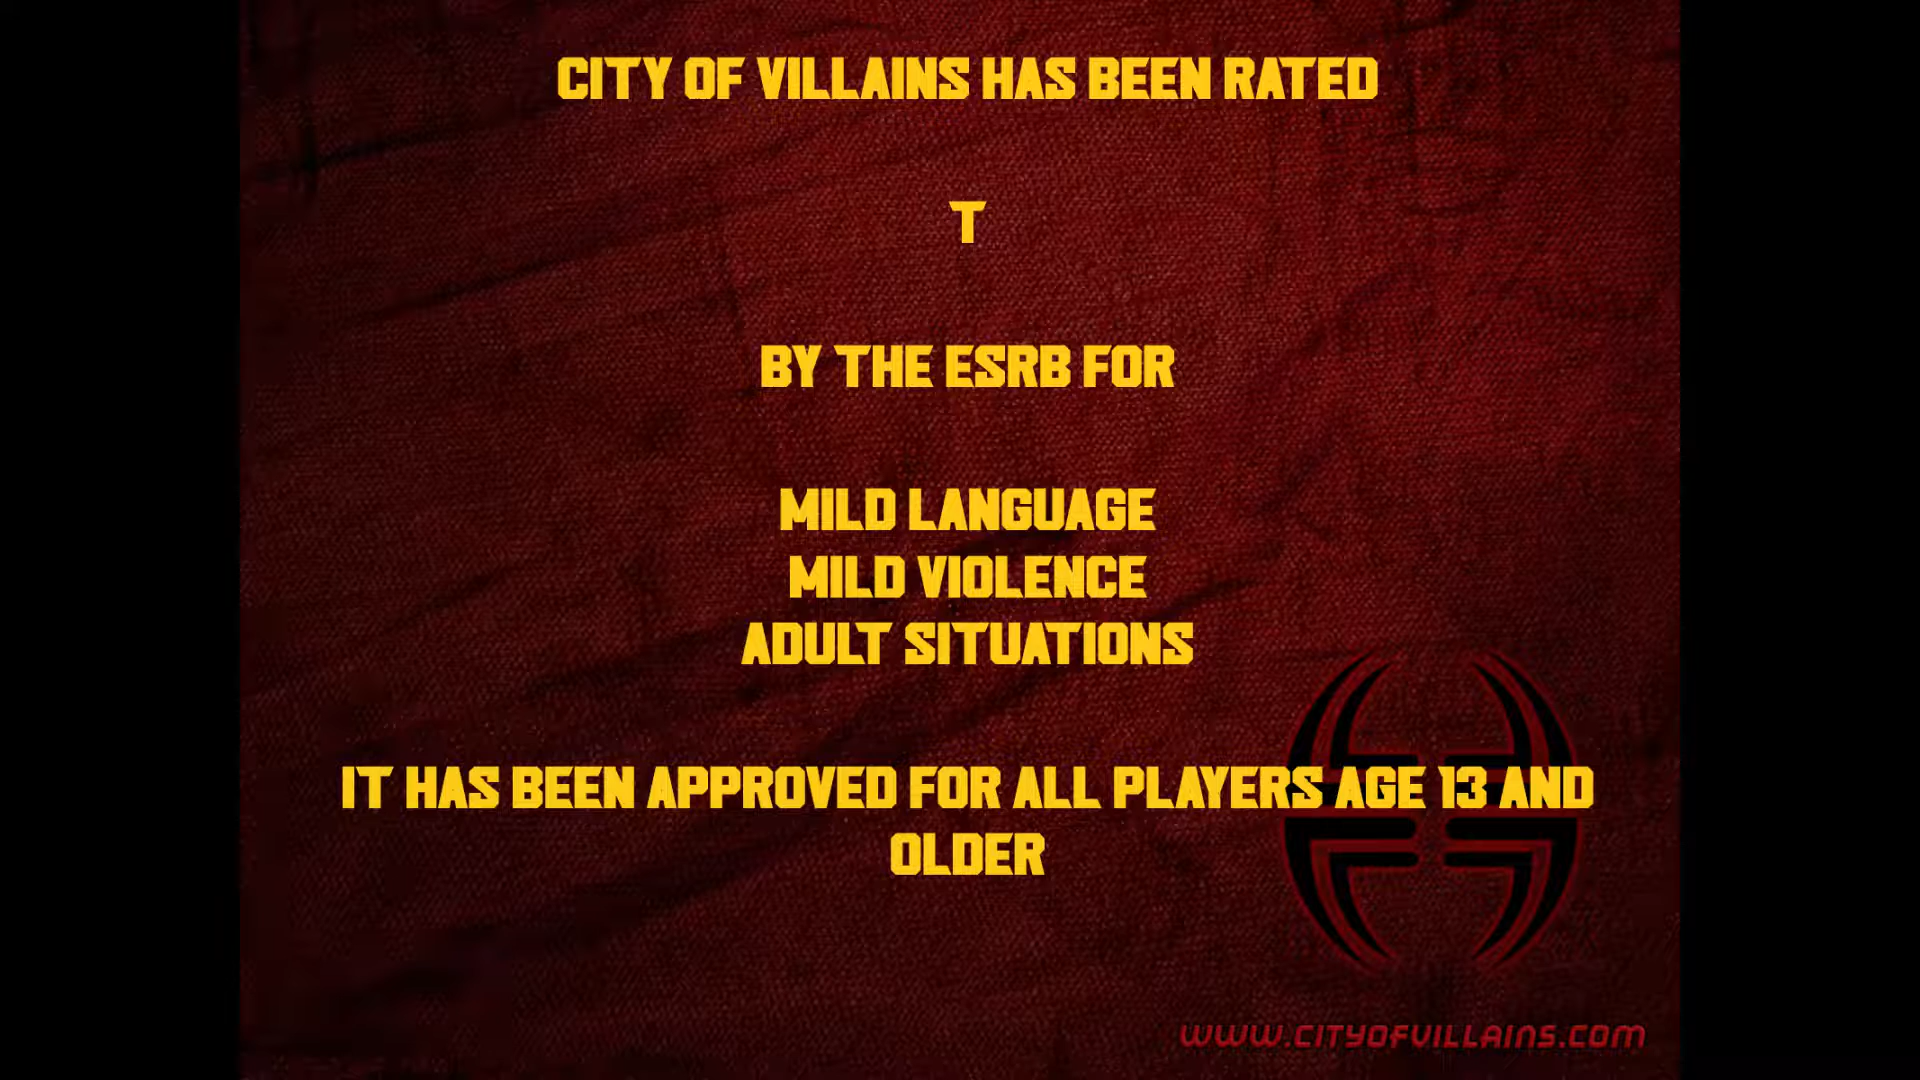 CITY OF VILLAINS HAS BEEN RATED
T
BY THE ESRB FOR
MILD LANGUAGE
MILD VIOLENCE
ADULT SITUATIONS
IT HAS BEEN APPROVED FOR ALL PLAYERS AGE 13 AND
OLDER
WWW.CITYOFVILLAINS.COM